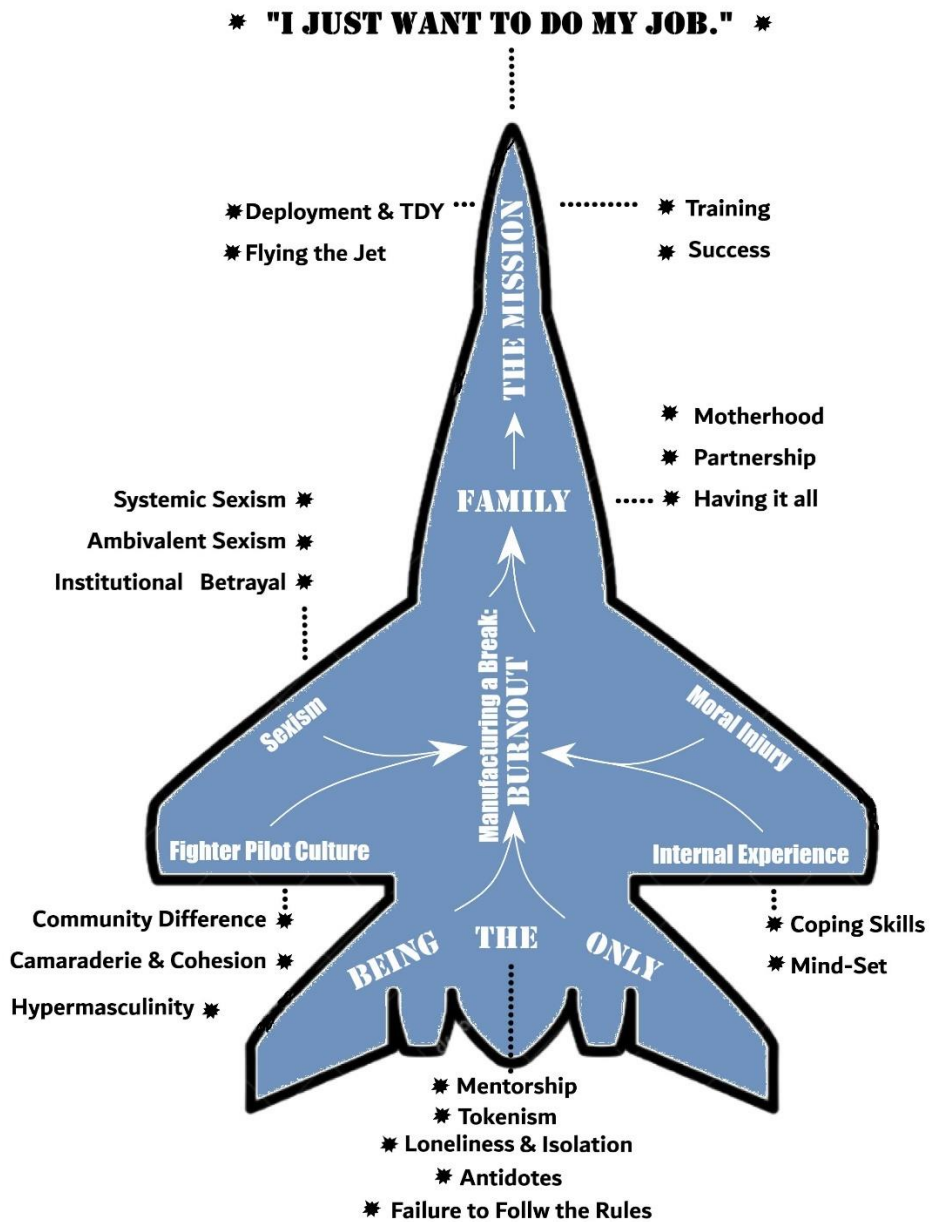 "I JUST WANT TO DO MY JOB."
Deployment & TDY
Flying the Jet
Training
Success
THE MISSION
Motherhood
Partnership
Having it all
FAMILY
Systemic Sexism
Ambivalent Sexism
Institutional Betrayal
Manufacturing a Break:
BURNOUT
Sexism
Moral Injury
Fighter Pilot Culture
Internal Experience
Community Difference
Camaraderie & Cohesion
Hypermasculinity
Coping Skills
Mind-Set
BEING THE ONLY
Mentorship
Tokenism
Loneliness & Isolation
Antidotes
Failure to Follw the Rules